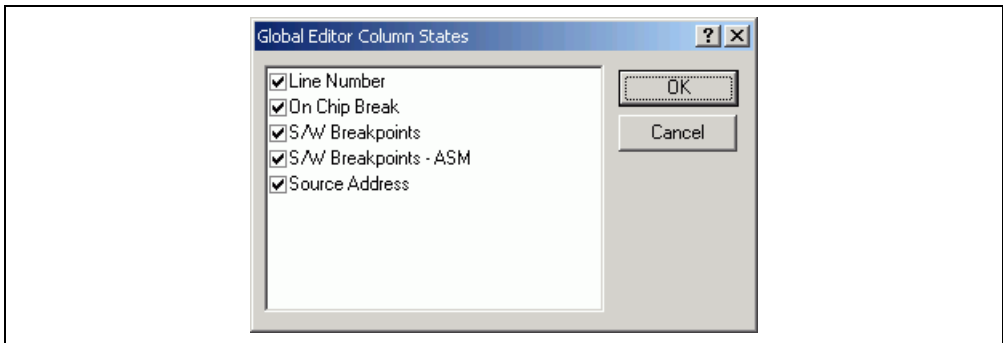 Global Editor Column States
Line Number
On Chip Break
S/W Breakpoints
S/W Breakpoints - ASM
Source Address
OK
Cancel